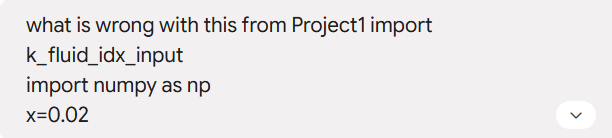 what is wrong with this from Project1 import
k_fluid_idx_input
import numpy as np
x=0.02